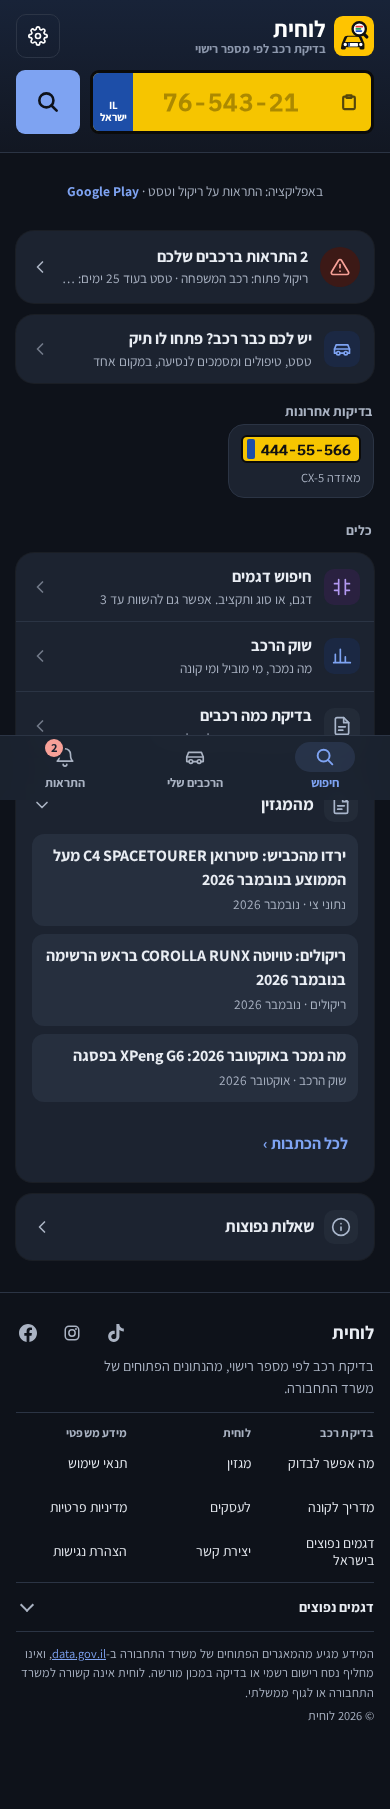 לוחית
בדיקת רכב לפי מספר רישוי
76-543-21
IL
ישראל
באפליקציה: התראות על ריקול וטסט · Google Play
2 התראות ברכבים שלכם
ריקול פתוח: רכב המשפחה · טסט בעוד 25 ימים: ...
יש לכם כבר רכב? פתחו לו תיק
טסט, טיפולים ומסמכים לנסיעה, במקום אחד
בדיקות אחרונות
444-55-566
מאזדה CX-5
כלים
חיפוש דגמים
דגם, או סוג ותקציב. אפשר גם להשוות עד 3
שוק הרכב
מה נמכר, מי מוביל ומי קונה
בדיקת כמה רכבים
חיפוש
הרכבים שלי
2
התראות
מהמגזין
ירדו מהכביש: סיטרואן C4 SPACETOURER מעל
הממוצע בנובמבר 2026
נתוני צי · נובמבר 2026
ריקולים: טויוטה COROLLA RUNX בראש הרשימה
בנובמבר 2026
ריקולים · נובמבר 2026
מה נמכר באוקטובר 2026: XPeng G6 בפסגה
שוק הרכב · אוקטובר 2026
לכל הכתבות ›
שאלות נפוצות
לוחית
בדיקת רכב לפי מספר רישוי, מהנתונים הפתוחים של
משרד התחבורה.
בדיקת רכב
לוחית
מידע משפטי
מה אפשר לבדוק
מגזין
תנאי שימוש
מדריך לקונה
לעסקים
מדיניות פרטיות
דגמים נפוצים
בישראל
יצירת קשר
הצהרת נגישות
דגמים נפוצים
המידע מגיע מהמאגרים הפתוחים של משרד התחבורה ב-data.gov.il, ואינו
מחליף נסח רישום רשמי או בדיקה במכון מורשה. לוחית אינה קשורה למשרד
התחבורה או לגוף ממשלתי.
© 2026 לוחית